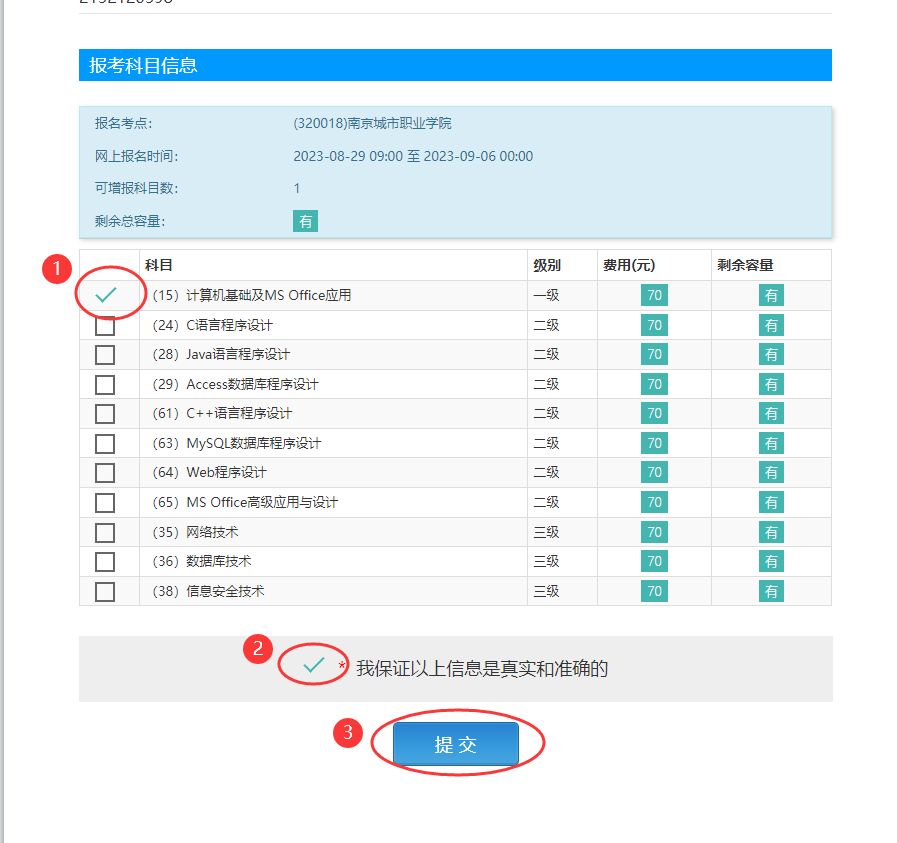 报考科目信息
报名考点: (320018)南京城市职业学院
网上报名时间: 2023-08-29 09:00 至 2023-09-06 00:00
可增报科目数: 1
剩余总容量: 有
科目 级别 费用(元) 剩余容量
1
(15) 计算机基础及MS Office应用 一级 70 有
(24) C语言程序设计 二级 70 有
(28) Java语言程序设计 二级 70 有
(29) Access数据库程序设计 二级 70 有
(61) C++语言程序设计 二级 70 有
(63) MySQL数据库程序设计 二级 70 有
(64) Web程序设计 二级 70 有
(65) MS Office高级应用与设计 二级 70 有
(35) 网络技术 三级 70 有
(36) 数据库技术 三级 70 有
(38) 信息安全技术 三级 70 有
2 * 我保证以上信息是真实和准确的
3 提 交